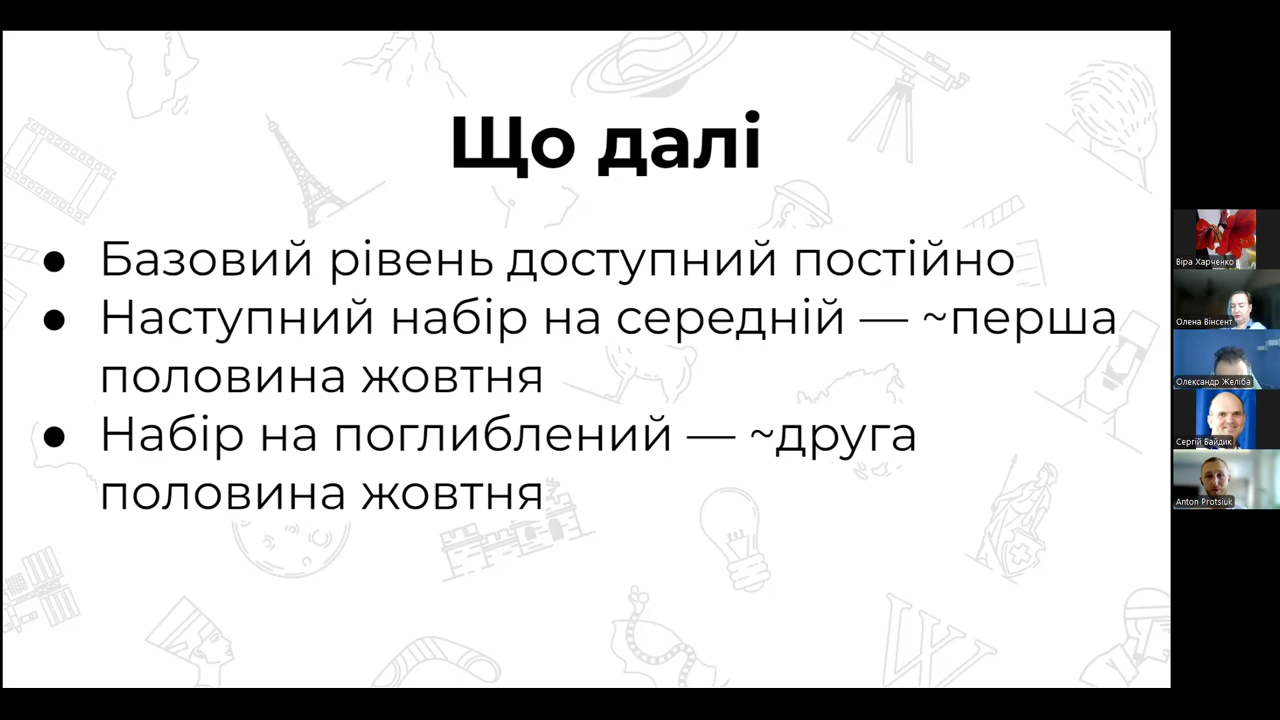 Що далі
● Базовий рівень доступний постійно
● Наступний набір на середній — ~перша
половина жовтня
● Набір на поглиблений — ~друга
половина жовтня
Віра Харченко
Олена Вінсент
Олександр Желіба
Сергій Вайдик
Anton Protsiuk